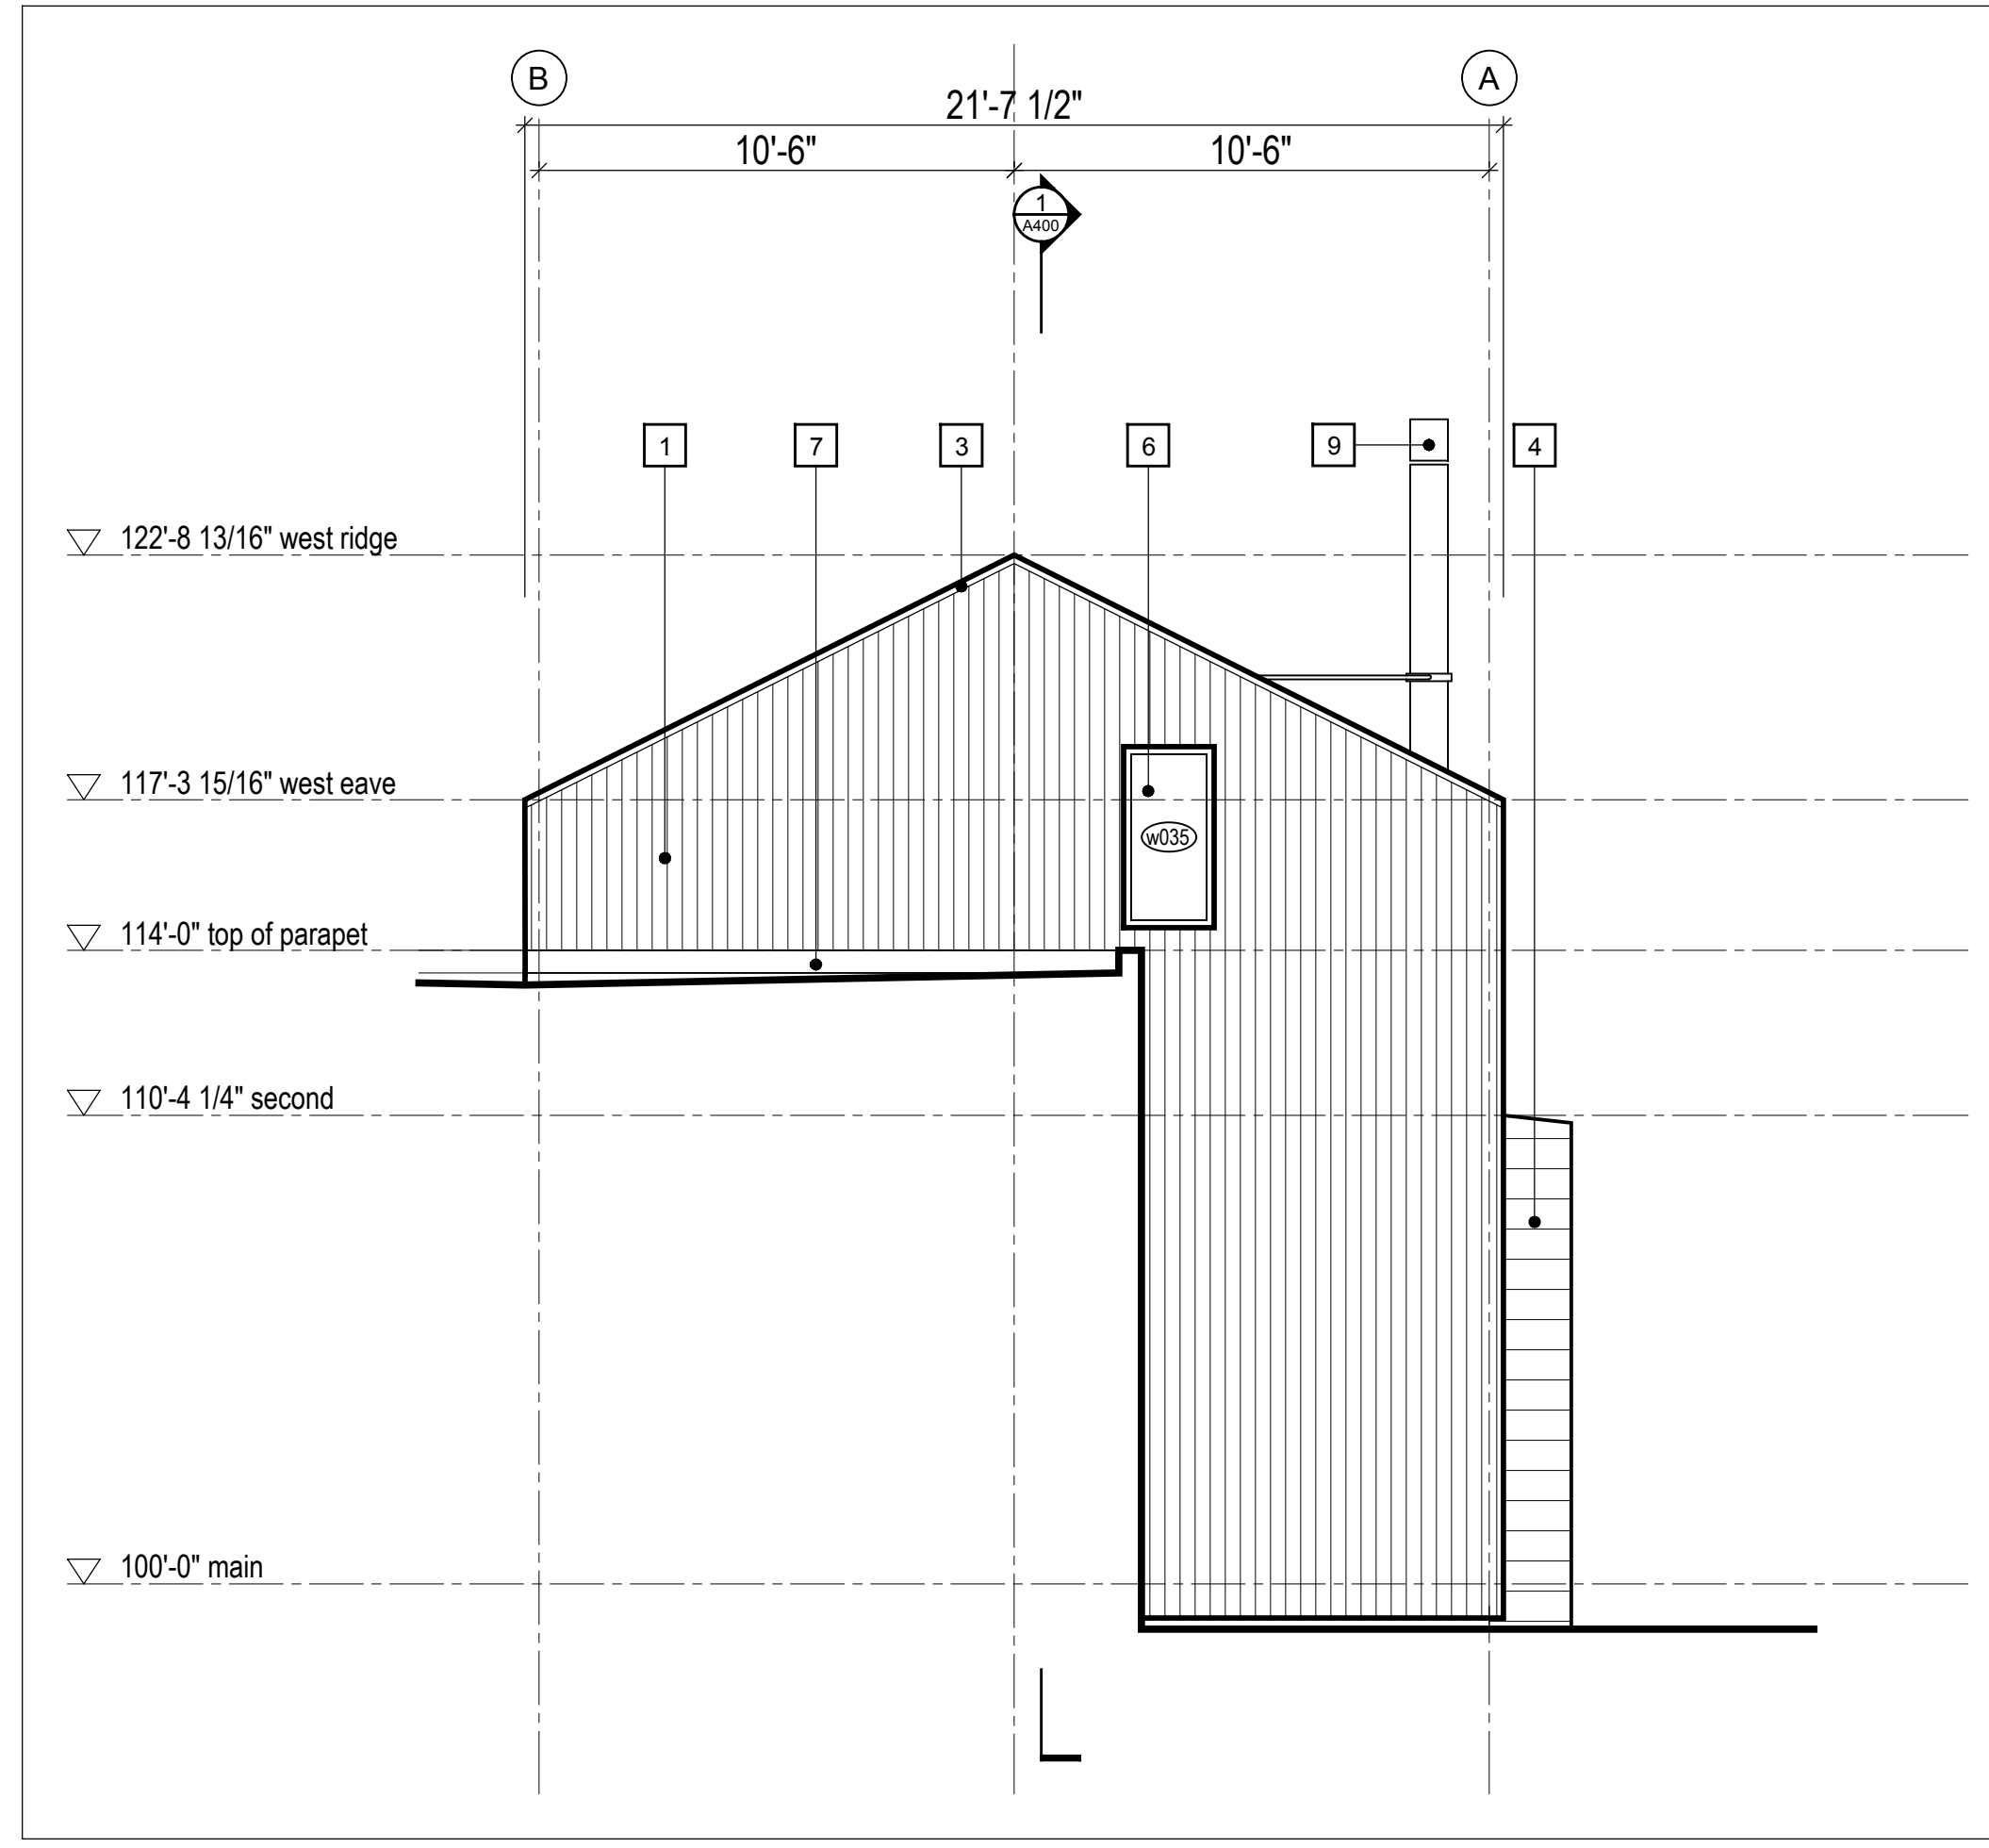 B
A
21'-7 1/2"
10'-6"
10'-6"
1
A400
1
7
3
6
9
4
122'-8 13/16" west ridge
117'-3 15/16" west eave
w035
114'-0" top of parapet
110'-4 1/4" second
100'-0" main